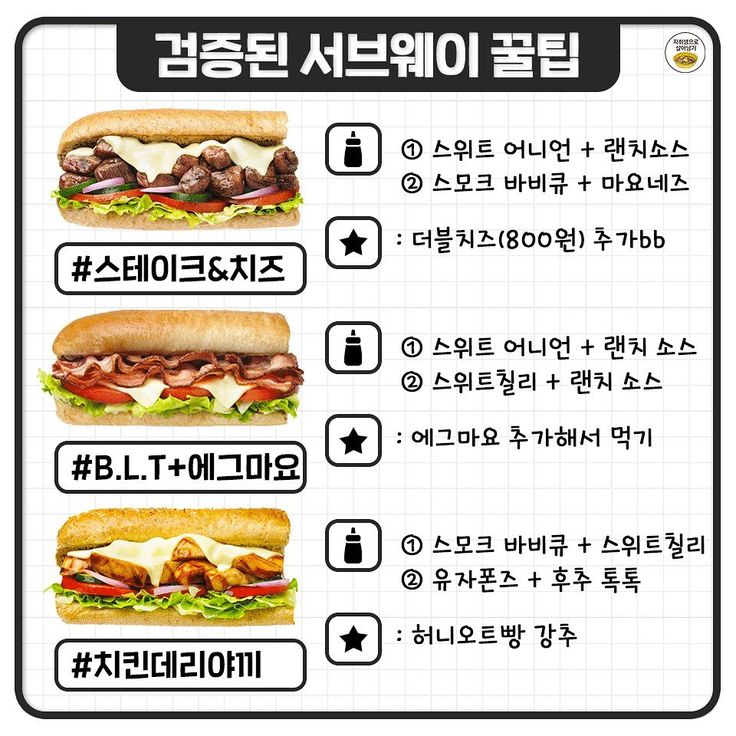 검증된 서브웨이 꿀팁
자취생으로
살아남기
① 스위트 어니언 + 랜치소스
② 스모크 바비큐 + 마요네즈
: 더블치즈(800원) 추가bb
#스테이크&치즈
① 스위트 어니언 + 랜치 소스
② 스위트칠리 + 랜치 소스
: 에그마요 추가해서 먹기
#B.L.T+에그마요
① 스모크 바비큐 + 스위트칠리
② 유자폰즈 + 후추 톡톡
: 허니오트빵 강추
#치킨데리야끼